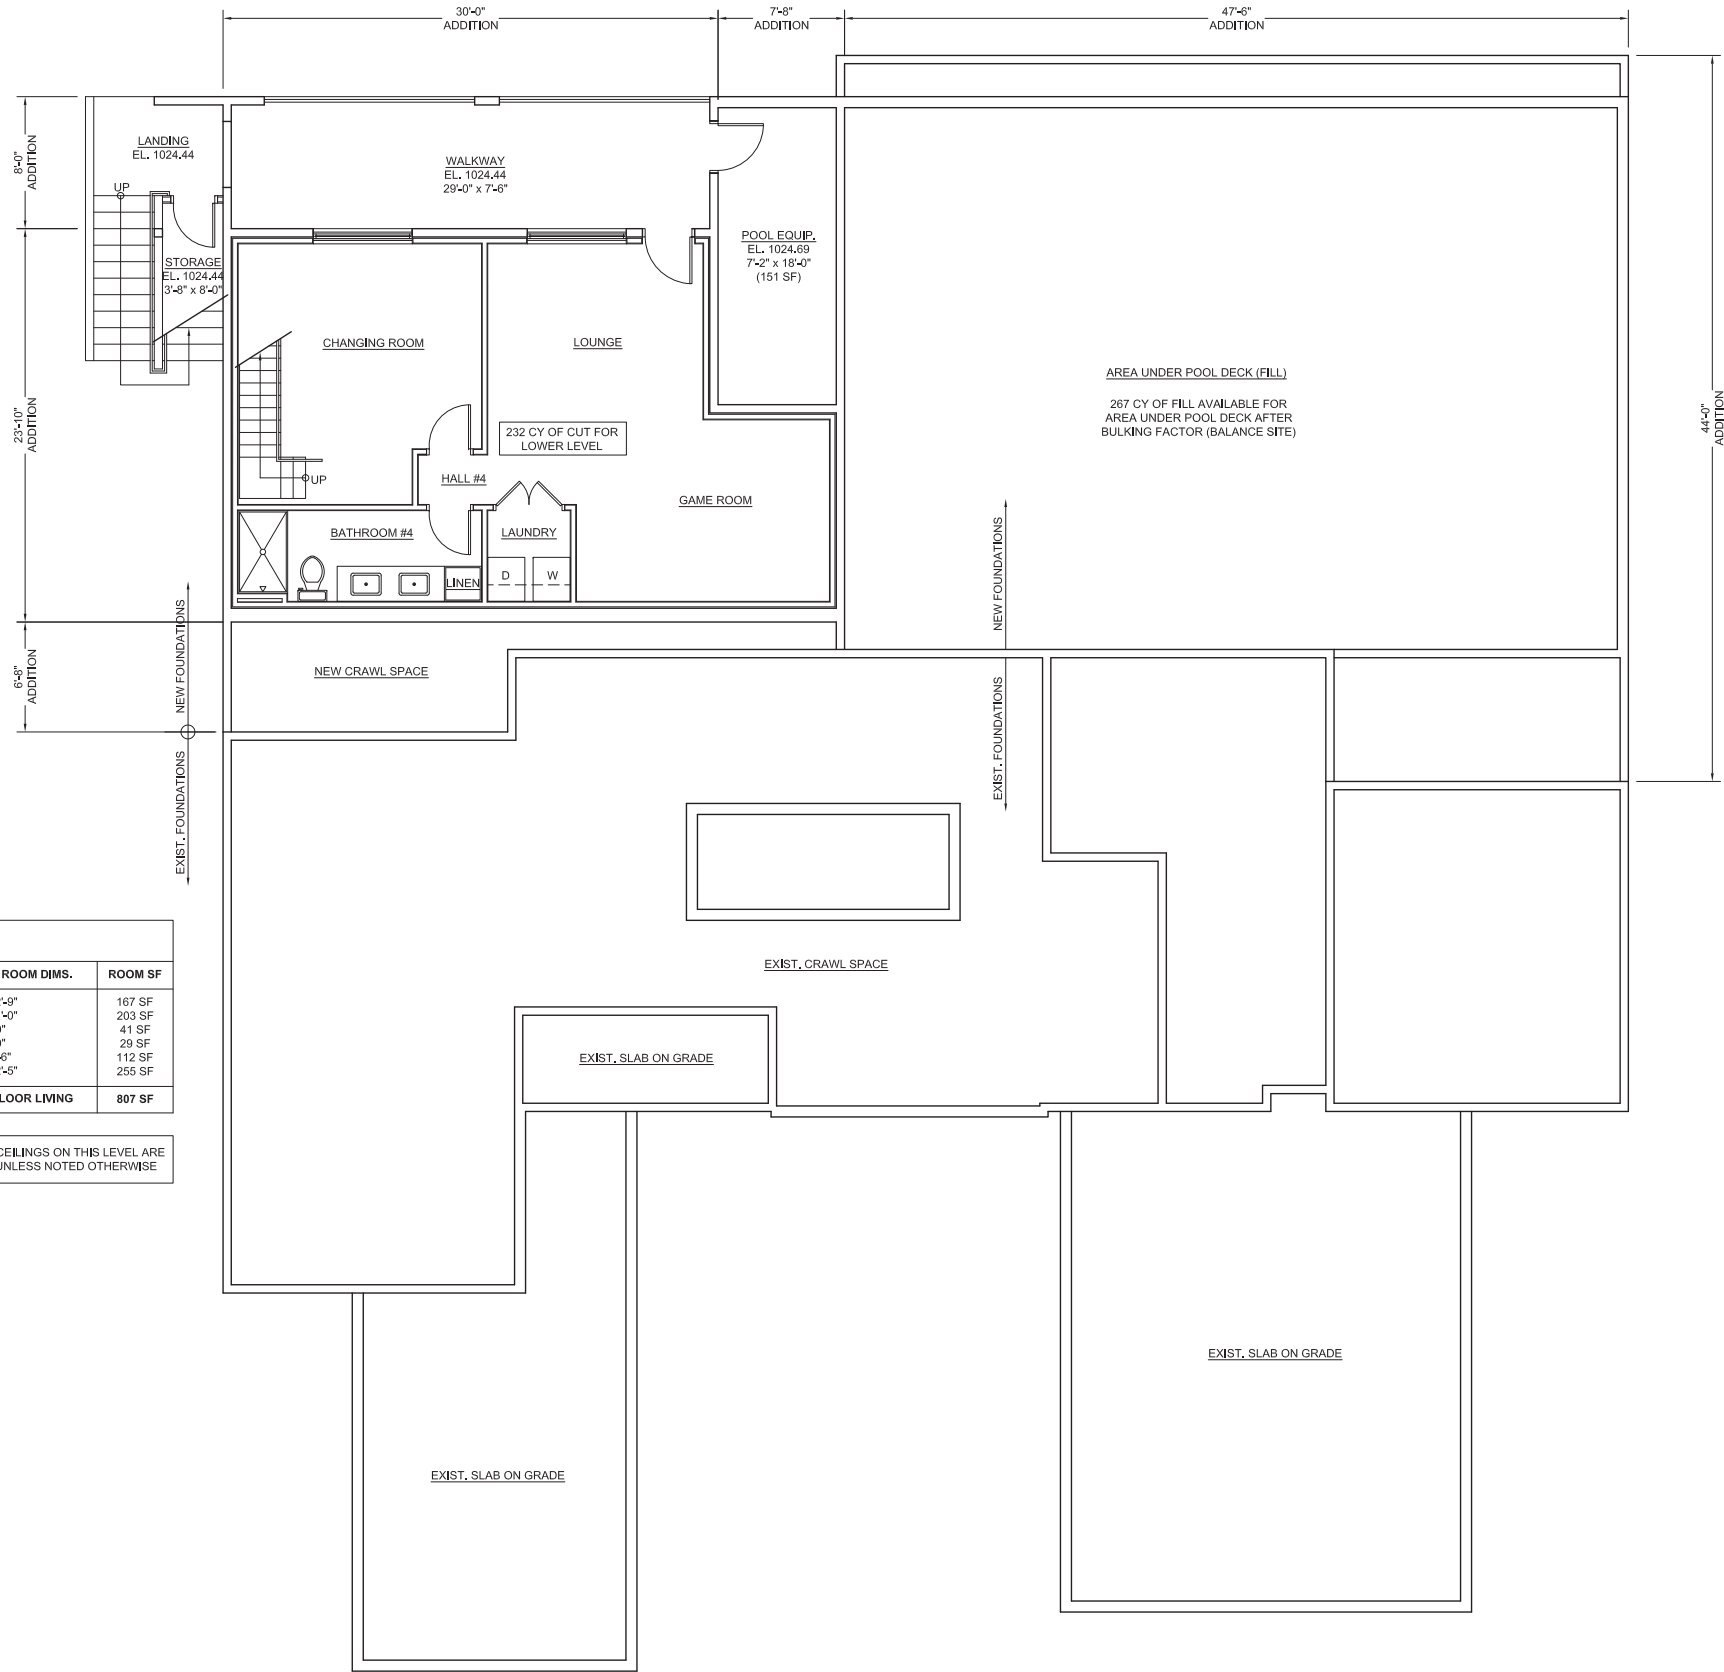 30'-0"
ADDITION
7'-8"
ADDITION
47'-6"
ADDITION
8'-0"
ADDITION
23'-10"
ADDITION
6'-8"
ADDITION
44'-0"
ADDITION
LANDING
EL. 1024.44
UP
STORAGE
EL. 1024.44
3'-8" x 8'-0"
WALKWAY
EL. 1024.44
29'-0" x 7'-6"
POOL EQUIP.
EL. 1024.69
7'-2" x 18'-0"
(151 SF)
CHANGING ROOM
LOUNGE
AREA UNDER POOL DECK (FILL)
267 CY OF FILL AVAILABLE FOR
AREA UNDER POOL DECK AFTER
BULKING FACTOR (BALANCE SITE)
232 CY OF CUT FOR
LOWER LEVEL
HALL #4
UP
GAME ROOM
BATHROOM #4
LAUNDRY
D
W
LINEN
NEW FOUNDATIONS
EXIST. FOUNDATIONS
NEW FOUNDATIONS
EXIST. FOUNDATIONS
NEW CRAWL SPACE
EXIST. CRAWL SPACE
EXIST. SLAB ON GRADE
EXIST. SLAB ON GRADE
EXIST. SLAB ON GRADE
ROOM DIMS. ROOM SF
'-9" 167 SF
'-0" 203 SF
41 SF
29 SF
112 SF
'-5" 255 SF
LOOR LIVING 807 SF
CEILINGS ON THIS LEVEL ARE
UNLESS NOTED OTHERWISE